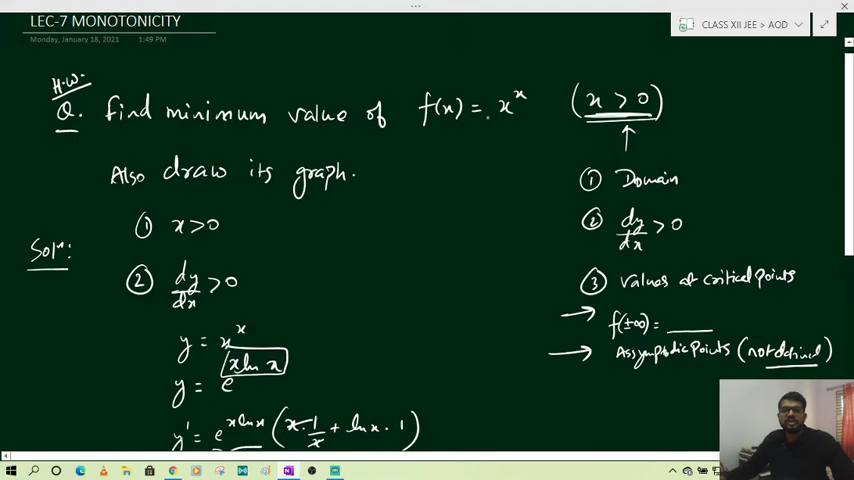 LEC-7 MONOTONICITY
Monday, January 18, 2021 1:49 PM
CLASS XII JEE > AOD
H.W.
Q. Find minimum value of f(x) = x^x (x > 0)
Also draw its graph.
① Domain
② dy/dx > 0
③ Values at critical points
→ f(±∞) = ___
→ Assymptotic Points (not defined)
Solⁿ:
① x > 0
② dy/dx > 0
y = x^x
y = e^(x ln x)
y' = e^(x ln x) (x · 1/x + ln x · 1)